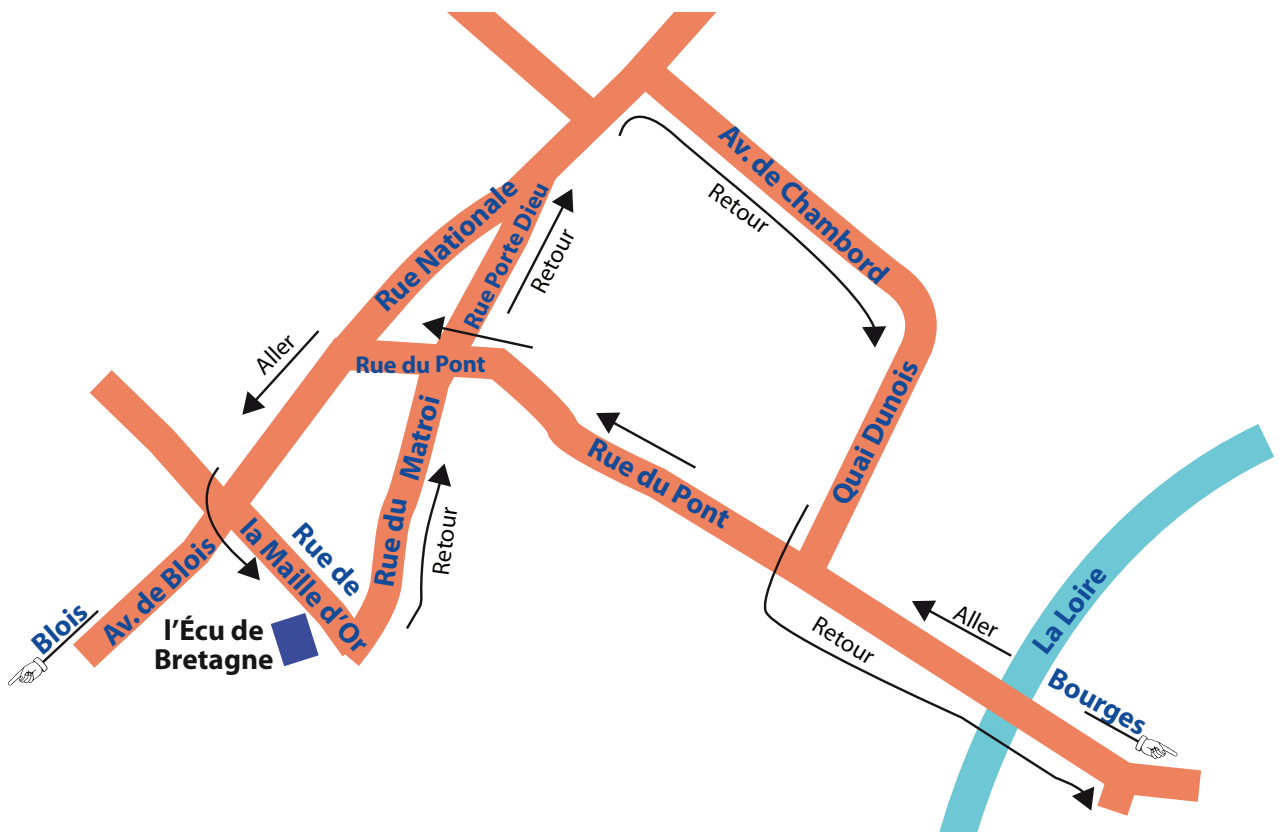 Av. de Chambord
Retour
Rue Nationale
Rue Porte Dieu
Retour
Aller
Rue du Pont
Rue du Matroi
Rue du Pont
Quai Dunois
Retour
Rue de
la Maille d'Or
Av. de Blois
Blois
l'Écu de
Bretagne
Aller
Retour
La Loire
Bourges